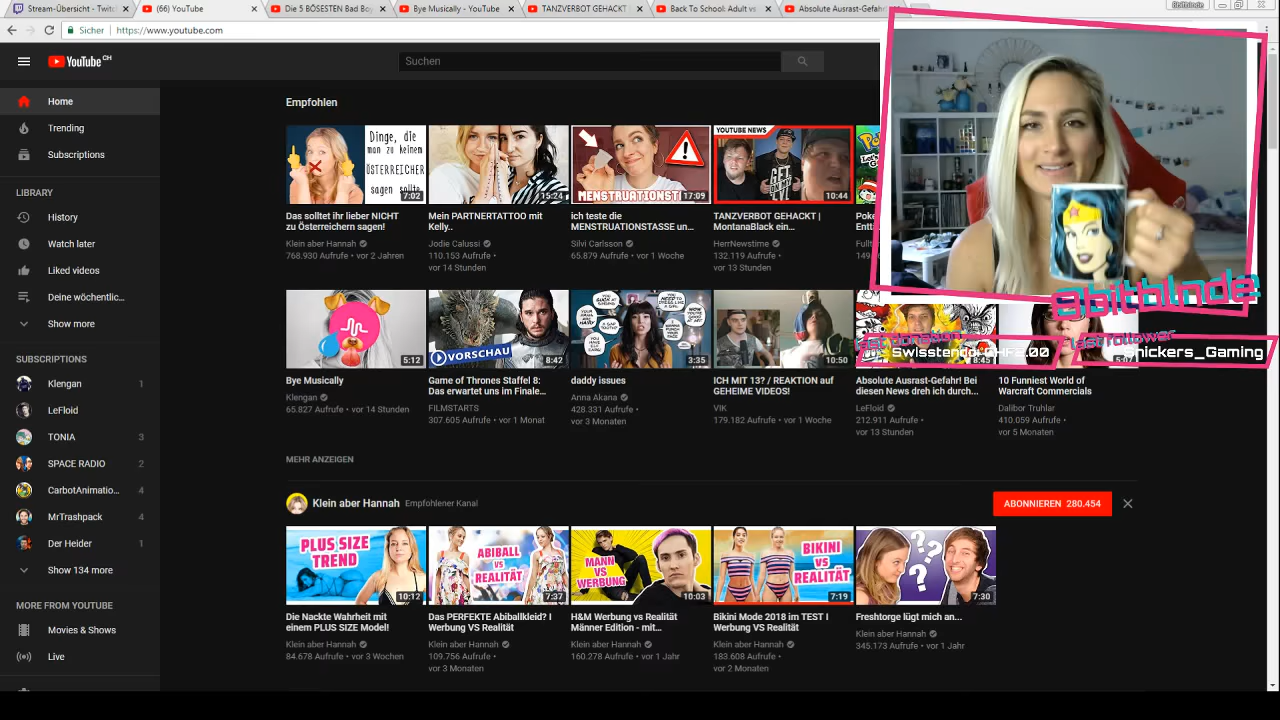 Stream-Übersicht - Twitch
(66) YouTube
Die 5 BÖSESTEN Bad Boy
Bye Musically - YouTube
TANZVERBOT GEHACKT
Back To School: Adult vs
Absolute Ausrast-Gefahr
8bitblnde
Sicher
https://www.youtube.com
YouTube CH
Suchen
Home
Trending
Subscriptions
LIBRARY
History
Watch later
Liked videos
Deine wöchentlic...
Show more
SUBSCRIPTIONS
Klengan 1
LeFloid
TONIA 3
SPACE RADIO 2
CarbotAnimatio... 4
MrTrashpack 4
Der Heider 1
Show 134 more
MORE FROM YOUTUBE
Movies & Shows
Live
Empfohlen
Dinge, die
man zu keinem
ÖSTERREICHER
sagen sollte
7:02
15:24
MENSTRUATIONST
17:09
YOUTUBE NEWS
GET
10:44
Das solltet ihr lieber NICHT
zu Österreichern sagen!
Klein aber Hannah
768.930 Aufrufe • vor 2 Jahren
Mein PARTNERTATTOO mit
Kelly..
Jodie Calussi
110.153 Aufrufe •
vor 14 Stunden
ich teste die
MENSTRUATIONSTASSE un...
Silvi Carlsson
65.879 Aufrufe • vor 1 Woche
TANZVERBOT GEHACKT |
MontanaBlack ein...
HerrNewstime
132.119 Aufrufe •
vor 13 Stunden
Poke
Entt
Fullt
149.
8bitblnde
last donation
Swisstendo CHF2.00
last follower
Snickers_Gaming
5:12
VORSCHAU
8:42
3:35
10:50
8:45
5:07
Bye Musically
Klengan
65.827 Aufrufe • vor 14 Stunden
Game of Thrones Staffel 8:
Das erwartet uns im Finale...
FILMSTARTS
307.605 Aufrufe • vor 1 Monat
daddy issues
Anna Akana
428.331 Aufrufe •
vor 3 Monaten
ICH MIT 13? / REAKTION auf
GEHEIME VIDEOS!
VIK
179.182 Aufrufe • vor 1 Woche
Absolute Ausrast-Gefahr! Bei
diesen News dreh ich durch...
LeFloid
212.911 Aufrufe •
vor 13 Stunden
10 Funniest World of
Warcraft Commercials
Dalibor Truhlar
410.059 Aufrufe •
vor 5 Monaten
MEHR ANZEIGEN
Klein aber Hannah
Empfohlener Kanal
ABONNIEREN 280.454
PLUS SIZE
TREND
10:12
ABIBALL
VS
REALITÄT
7:37
MANN
VS
WERBUNG
10:03
BIKINI
VS
REALITÄT
7:19
???
7:30
Die Nackte Wahrheit mit
einem PLUS SIZE Model!
Klein aber Hannah
84.678 Aufrufe • vor 3 Wochen
Das PERFEKTE Abiballkleid? I
Werbung VS Realität
Klein aber Hannah
109.756 Aufrufe •
vor 3 Monaten
H&M Werbung vs Realität
Männer Edition - mit...
Klein aber Hannah
160.278 Aufrufe • vor 1 Jahr
Bikini Mode 2018 im TEST I
Werbung VS Realität
Klein aber Hannah
183.608 Aufrufe •
vor 2 Monaten
Freshtorge lügt mich an...
Klein aber Hannah
345.173 Aufrufe • vor 1 Jahr